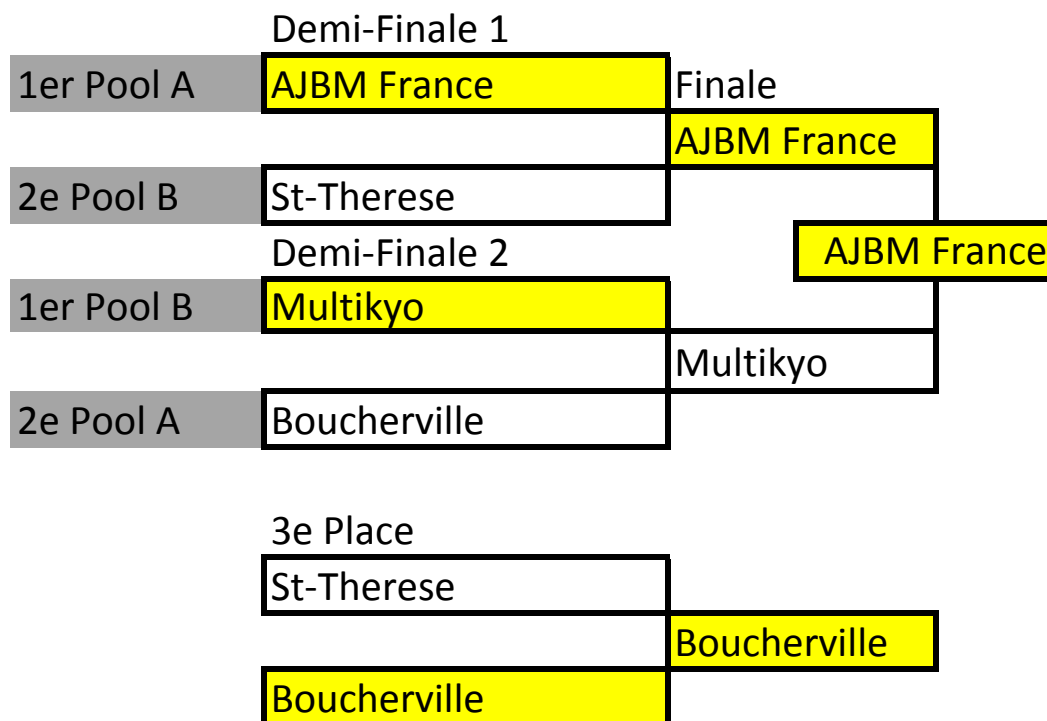 Demi-Finale 1
1er Pool A AJBM France Finale
AJBM France
2e Pool B St-Therese
Demi-Finale 2 AJBM France
1er Pool B Multikyo
Multikyo
2e Pool A Boucherville
3e Place
St-Therese
Boucherville
Boucherville